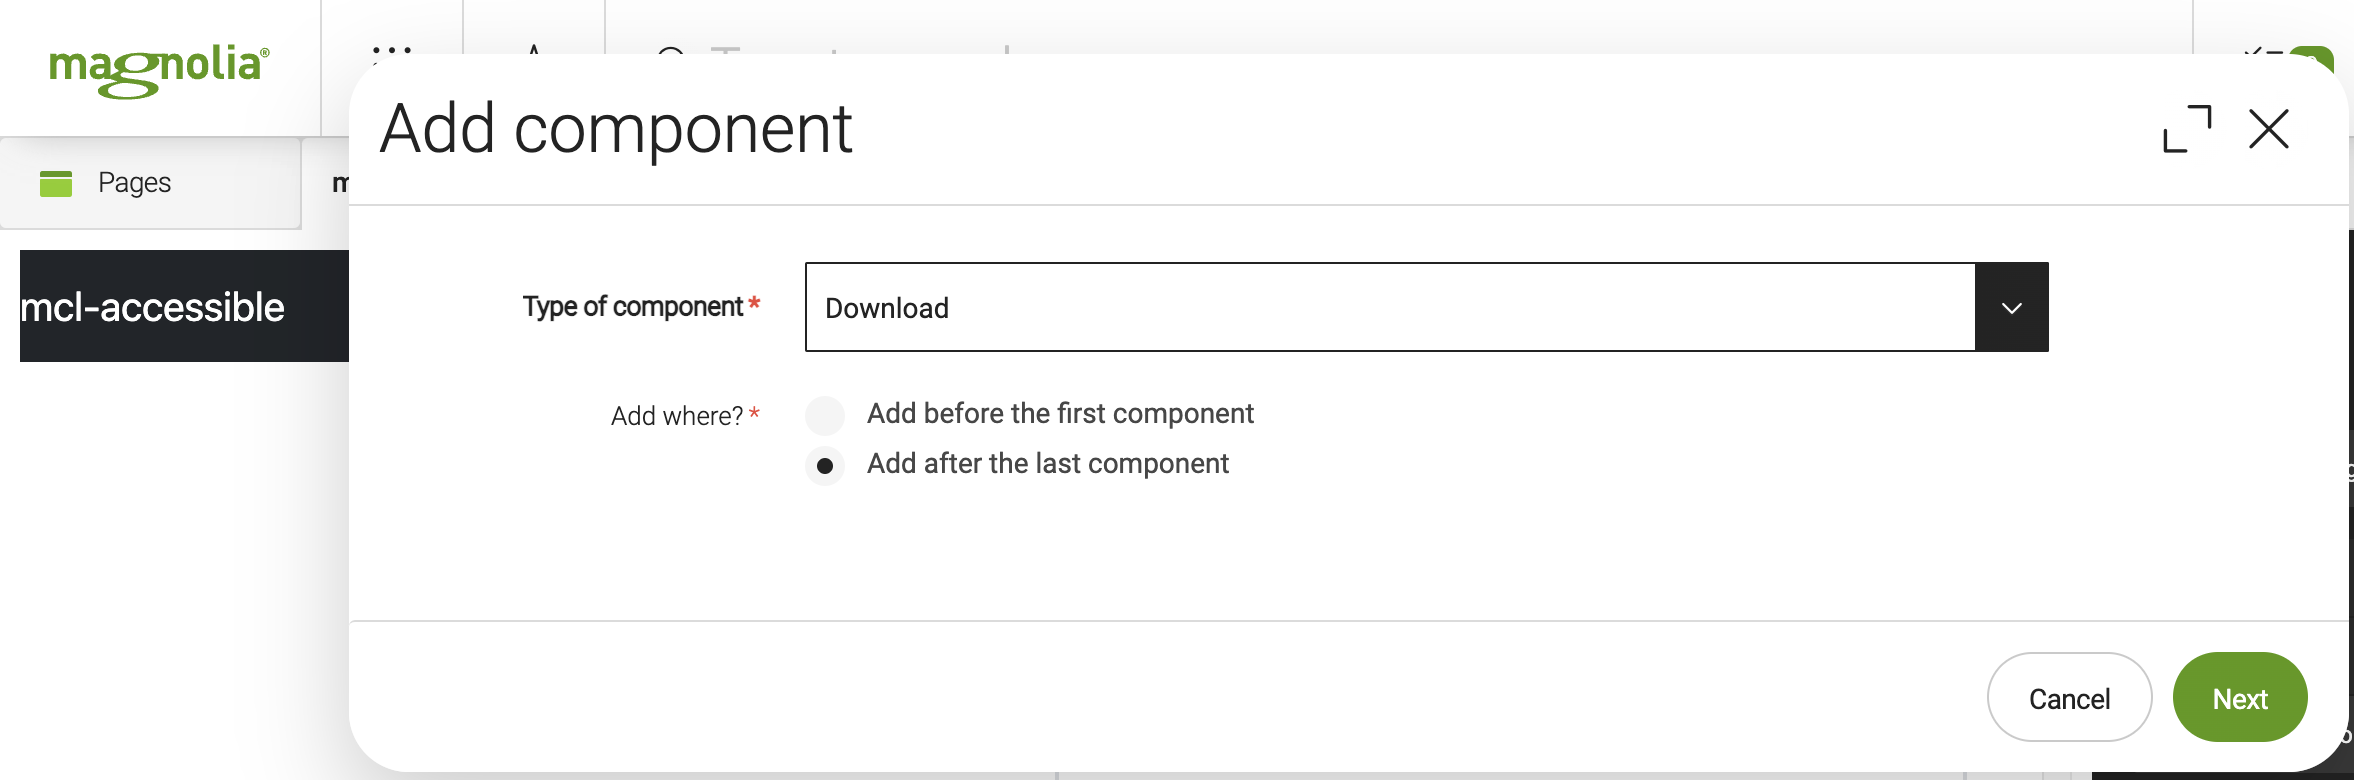 magnolia®
Add component
Pages
mcl-accessible
Type of component *
Download
Add where? *
Add before the first component
Add after the last component
Cancel
Next